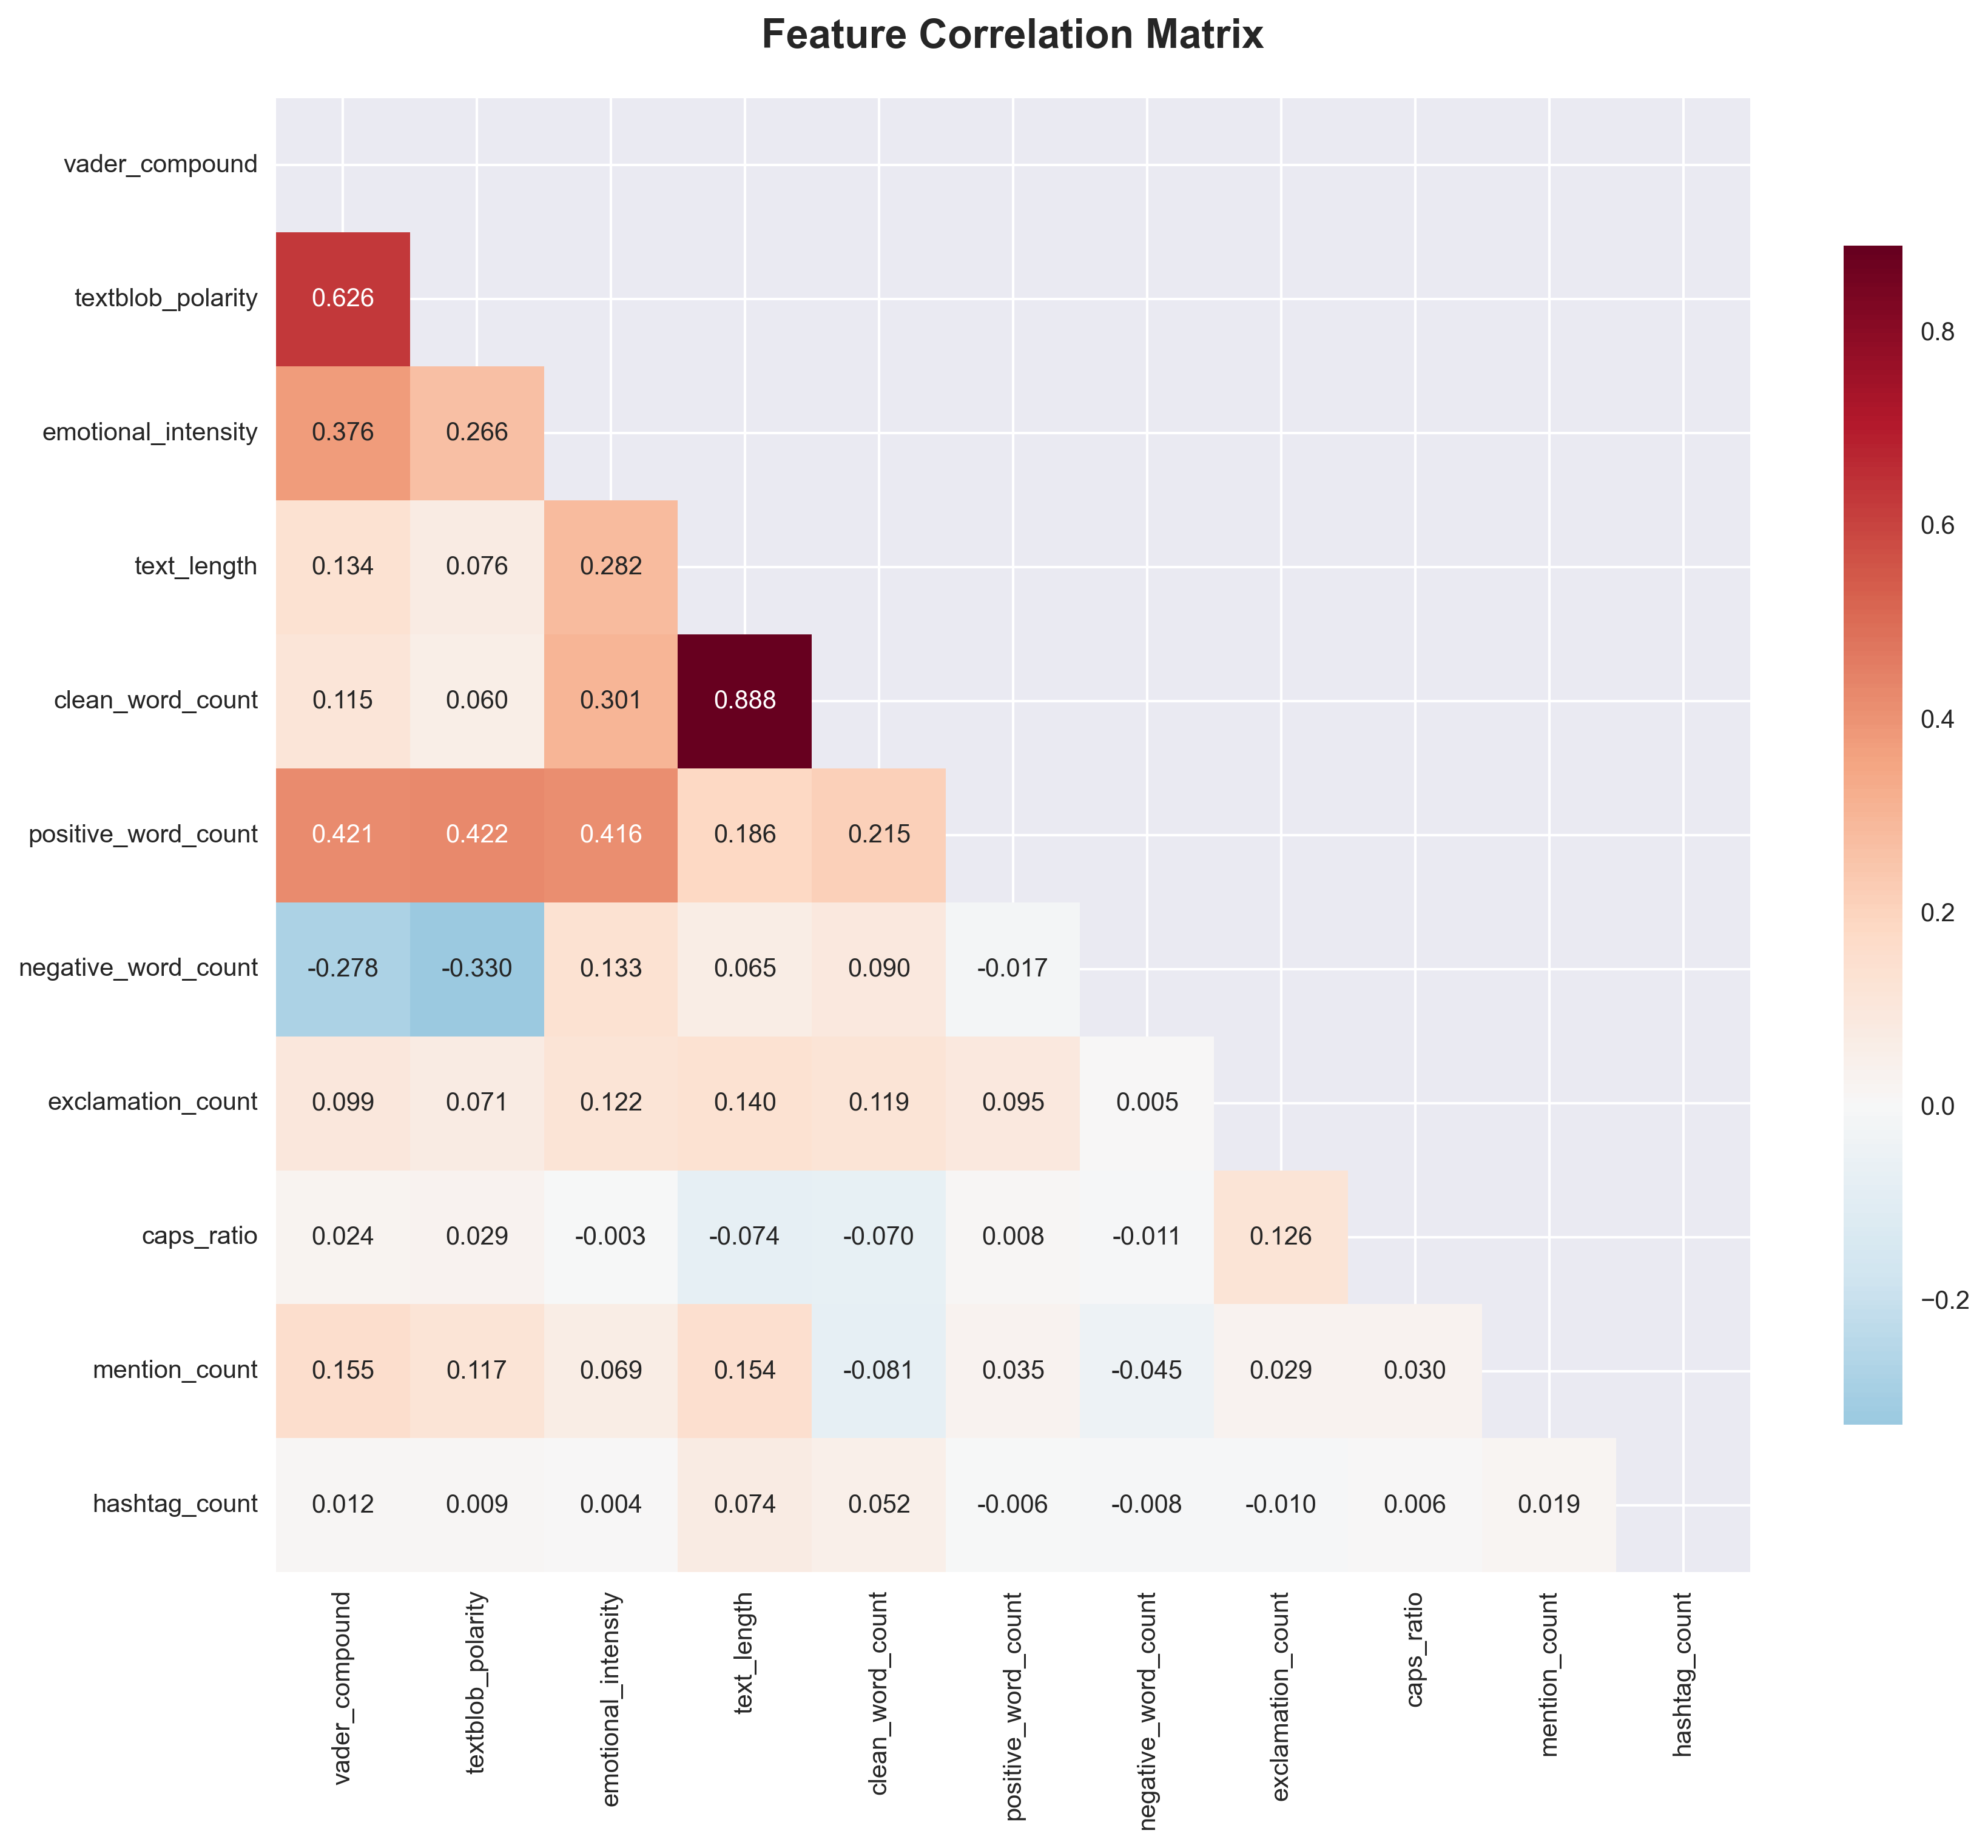 Feature Correlation Matrix
vader_compound
textblob_polarity 0.626
emotional_intensity 0.376 0.266
text_length 0.134 0.076 0.282
clean_word_count 0.115 0.060 0.301 0.888
positive_word_count 0.421 0.422 0.416 0.186 0.215
negative_word_count -0.278 -0.330 0.133 0.065 0.090 -0.017
exclamation_count 0.099 0.071 0.122 0.140 0.119 0.095 0.005
caps_ratio 0.024 0.029 -0.003 -0.074 -0.070 0.008 -0.011 0.126
mention_count 0.155 0.117 0.069 0.154 -0.081 0.035 -0.045 0.029 0.030
hashtag_count 0.012 0.009 0.004 0.074 0.052 -0.006 -0.008 -0.010 0.006 0.019
vader_compound
textblob_polarity
emotional_intensity
text_length
clean_word_count
positive_word_count
negative_word_count
exclamation_count
caps_ratio
mention_count
hashtag_count
0.8
0.6
0.4
0.2
0.0
−0.2